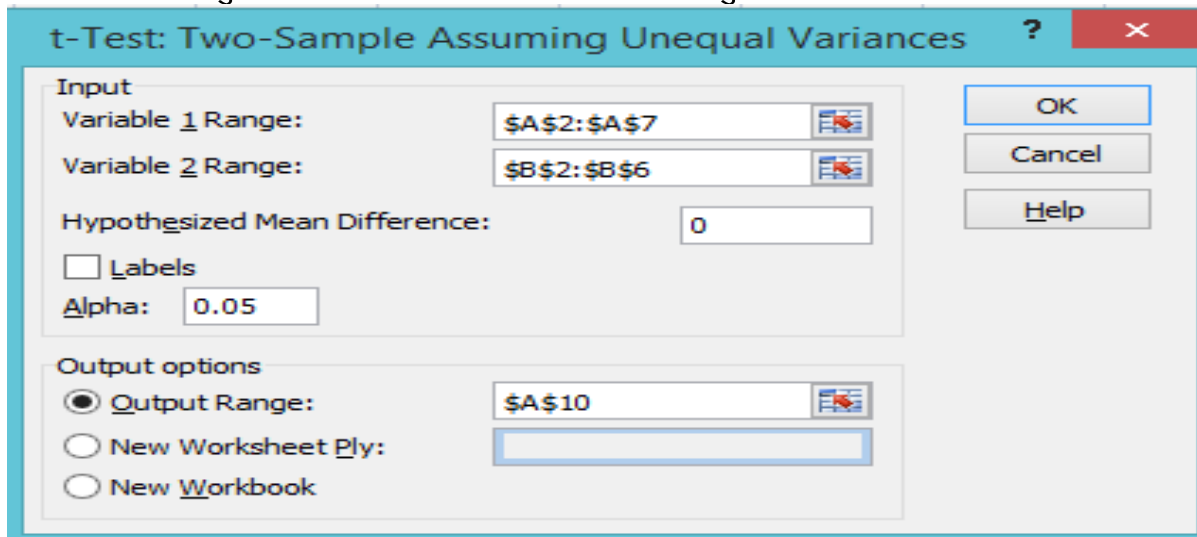 t-Test: Two-Sample Assuming Unequal Variances ? ×
Input
Variable 1 Range: $A$2:$A$7
OK
Variable 2 Range: $B$2:$B$6
Cancel
Hypothesized Mean Difference: 0
Help
Labels
Alpha: 0.05
Output options
Output Range: $A$10
New Worksheet Ply:
New Workbook